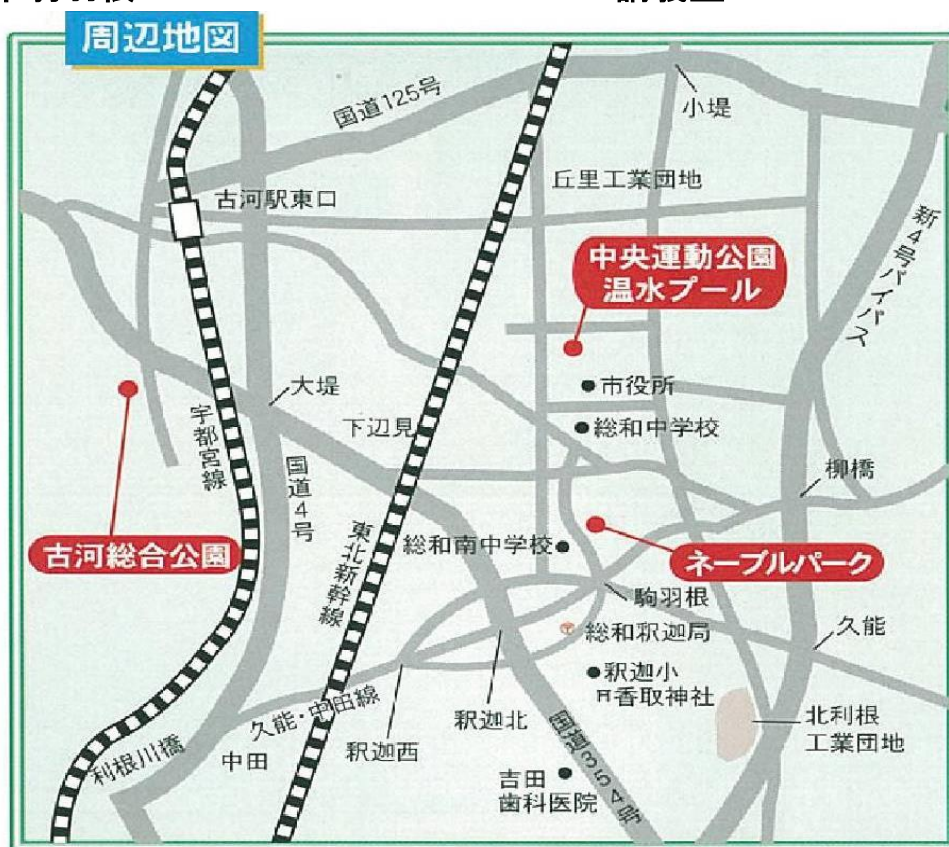 周辺地図
国道125号
小堤
古河駅東口
丘里工業団地
新4号バイパス
中央運動公園
温水プール
市役所
大堤
下辺見
総和中学校
宇都宮線
国道4号
柳橋
東北新幹線
総和南中学校
古河総合公園
ネーブルパーク
駒羽根
総和釈迦局
久能
釈迦小
香取神社
久能・中田線
釈迦西
釈迦北
国道354号
北利根
工業団地
利根川橋
中田
吉田
歯科医院